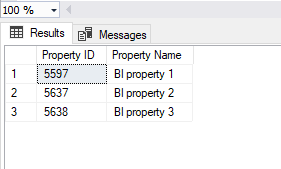 100 %
Results Messages
Property ID Property Name
1 5597 BI property 1
2 5637 BI property 2
3 5638 BI property 3